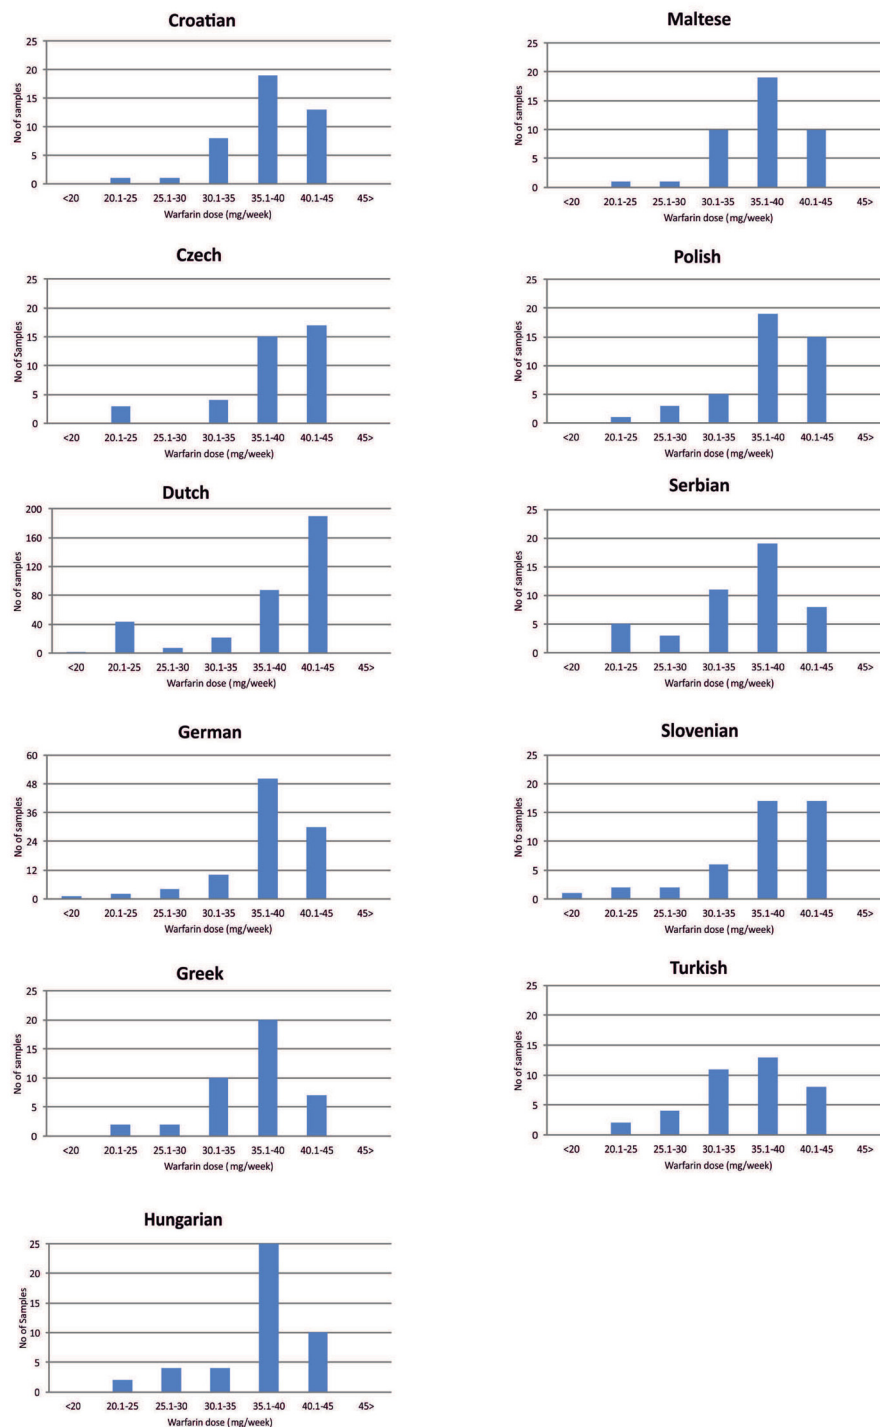 Croatian
No of samples
25
20
15
10
5
0
<20 20.1-25 25.1-30 30.1-35 35.1-40 40.1-45 45>
Warfarin dose (mg/week)
Maltese
No of samples
25
20
15
10
5
0
<20 20.1-25 25.1-30 30.1-35 35.1-40 40.1-45 45>
Warfarin dose (mg/week)
Czech
No of Samples
25
20
15
10
5
0
<20 20.1-25 25.1-30 30.1-35 35.1-40 40.1-45 45>
Warfarin dose (mg/week)
Polish
No of samples
25
20
15
10
5
0
<20 20.1-25 25.1-30 30.1-35 35.1-40 40.1-45 45>
Warfarin dose (mg/week)
Dutch
No of samples
200
160
120
80
40
0
<20 20.1-25 25.1-30 30.1-35 35.1-40 40.1-45 45>
Warfarin dose (mg/week)
Serbian
No of samples
25
20
15
10
5
0
<20 20.1-25 25.1-30 30.1-35 35.1-40 40.1-45 45>
Warfarin dose (mg/week)
German
No of samples
60
48
36
24
12
0
<20 20.1-25 25.1-30 30.1-35 35.1-40 40.1-45 45>
Warfarin dose (mg/week)
Slovenian
No fo samples
25
20
15
10
5
0
<20 20.1-25 25.1-30 30.1-35 35.1-40 40.1-45 45>
Warfarin dose (mg/week)
Greek
No of samples
25
20
15
10
5
0
<20 20.1-25 25.1-30 30.1-35 35.1-40 40.1-45 45>
Warfarin dose (mg/week)
Turkish
No of samples
25
20
15
10
5
0
<20 20.1-25 25.1-30 30.1-35 35.1-40 40.1-45 45>
Warfarin dose (mg/week)
Hungarian
No of Samples
25
20
15
10
5
0
<20 20.1-25 25.1-30 30.1-35 35.1-40 40.1-45 45>
Warfarin dose (mg/week)